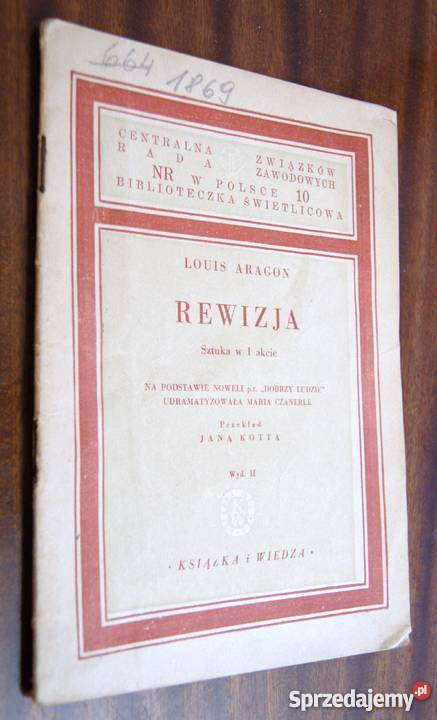 664 1869
CENTRALNA ZWIĄZKÓW
RADA ZAWODOWYCH
NR W POLSCE 10
BIBLIOTECZKA ŚWIETLICOWA
LOUIS ARAGON
REWIZJA
Sztuka w 1 akcie
NA PODSTAWIE NOWELI p.t. „DOBRZY LUDZIE"
UDRAMATYZOWAŁA MARIA CZANERLE
Przekład
JANA KOTTA
Wyd. II
• KSIĄŻKA i WIEDZA •
Sprzedajemy.pl